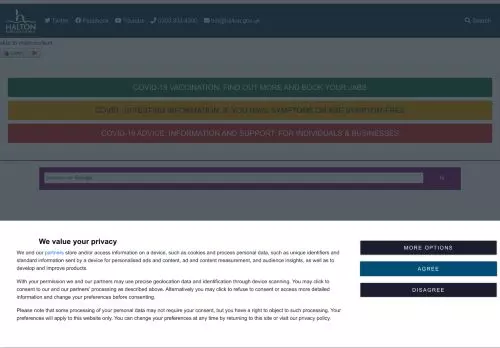 HALTON
Twitter Facebook Youtube 0303 333 4300 hdl@halton.gov.uk Search
skip to main content
COVID-19 VACCINATION: FIND OUT MORE AND BOOK YOUR JABS
COVID-19 TESTING INFORMATION: IF YOU HAVE SYMPTOMS OR ARE SYMPTOM-FREE
COVID-19 ADVICE, INFORMATION AND SUPPORT: FOR INDIVIDUALS & BUSINESSES
Google
We value your privacy
We and our partners store and/or access information on a device, such as cookies and process personal data, such as unique identifiers and
standard information sent by a device for personalised ads and content, ad and content measurement, and audience insights, as well as to
develop and improve products.
With your permission we and our partners may use precise geolocation data and identification through device scanning. You may click to
consent to our and our partners' processing as described above. Alternatively you may click to refuse to consent or access more detailed
information and change your preferences before consenting.
Please note that some processing of your personal data may not require your consent, but you have a right to object to such processing. Your
preferences will apply to this website only. You can change your preferences at any time by returning to this site or visit our privacy policy.
MORE OPTIONS
AGREE
DISAGREE